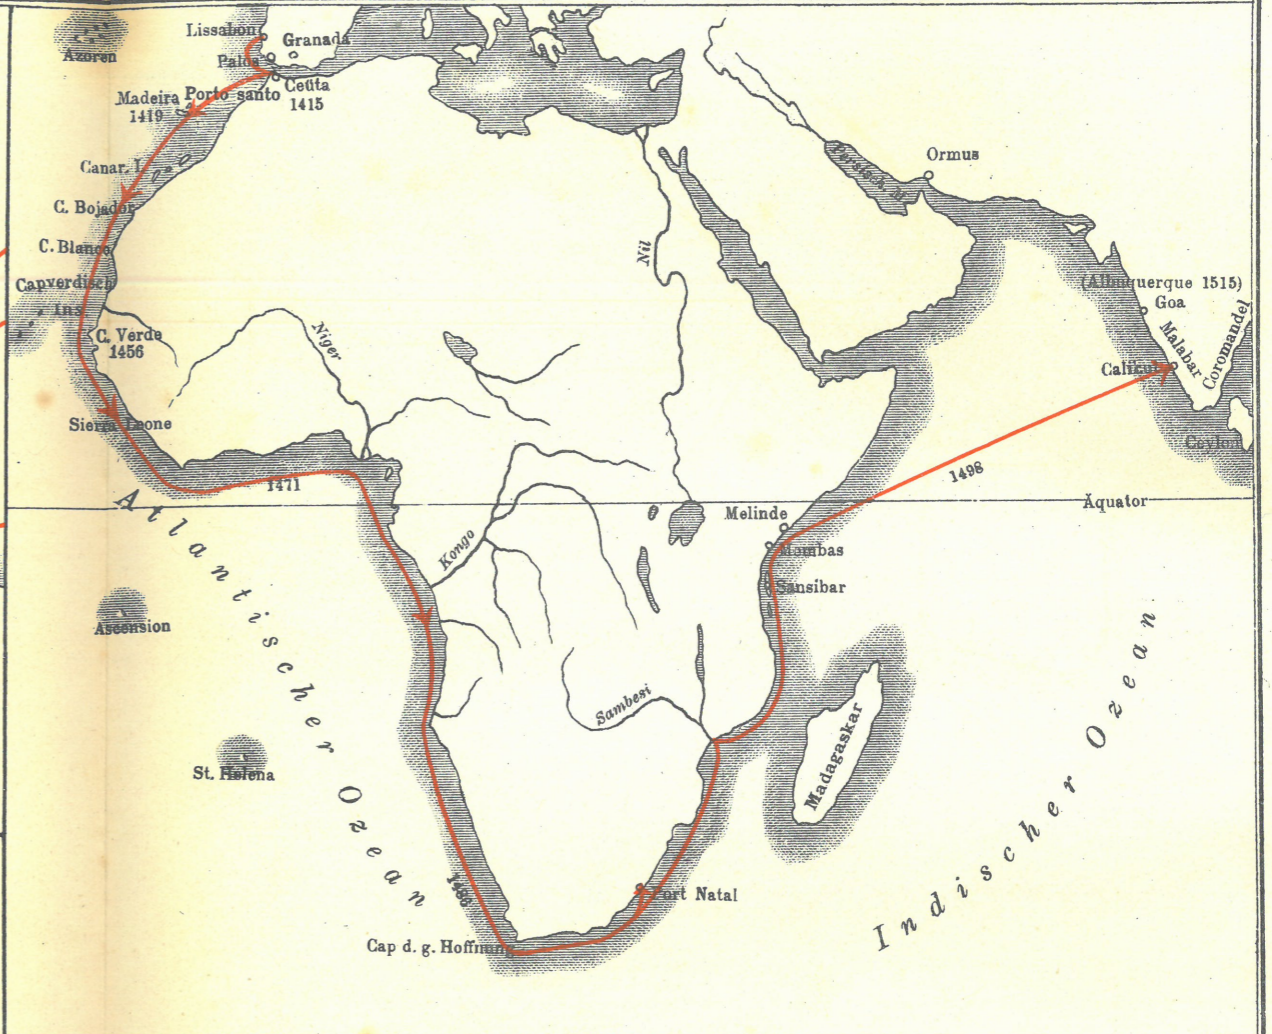 Lissabon
Granada
Azoren
Palos
Ceuta
1415
Madeira
1419
Porto santo
Canar. I.
C. Bojador
C. Blanco
Capverdisch
Ins
C. Verde
1456
Sierra Leone
1471
Niger
Nil
Persisch. M.
Ormus
(Albuquerque 1515)
Goa
Malabar
Coromandel
Calikut
Ceylon
1498
Äquator
Melinde
Mombas
Sansibar
Kongo
Sambesi
Madagaskar
Atlantischer Ozean
Ascension
St. Helena
1486
Cap d. g. Hoffnung
Port Natal
Indischer Ozean